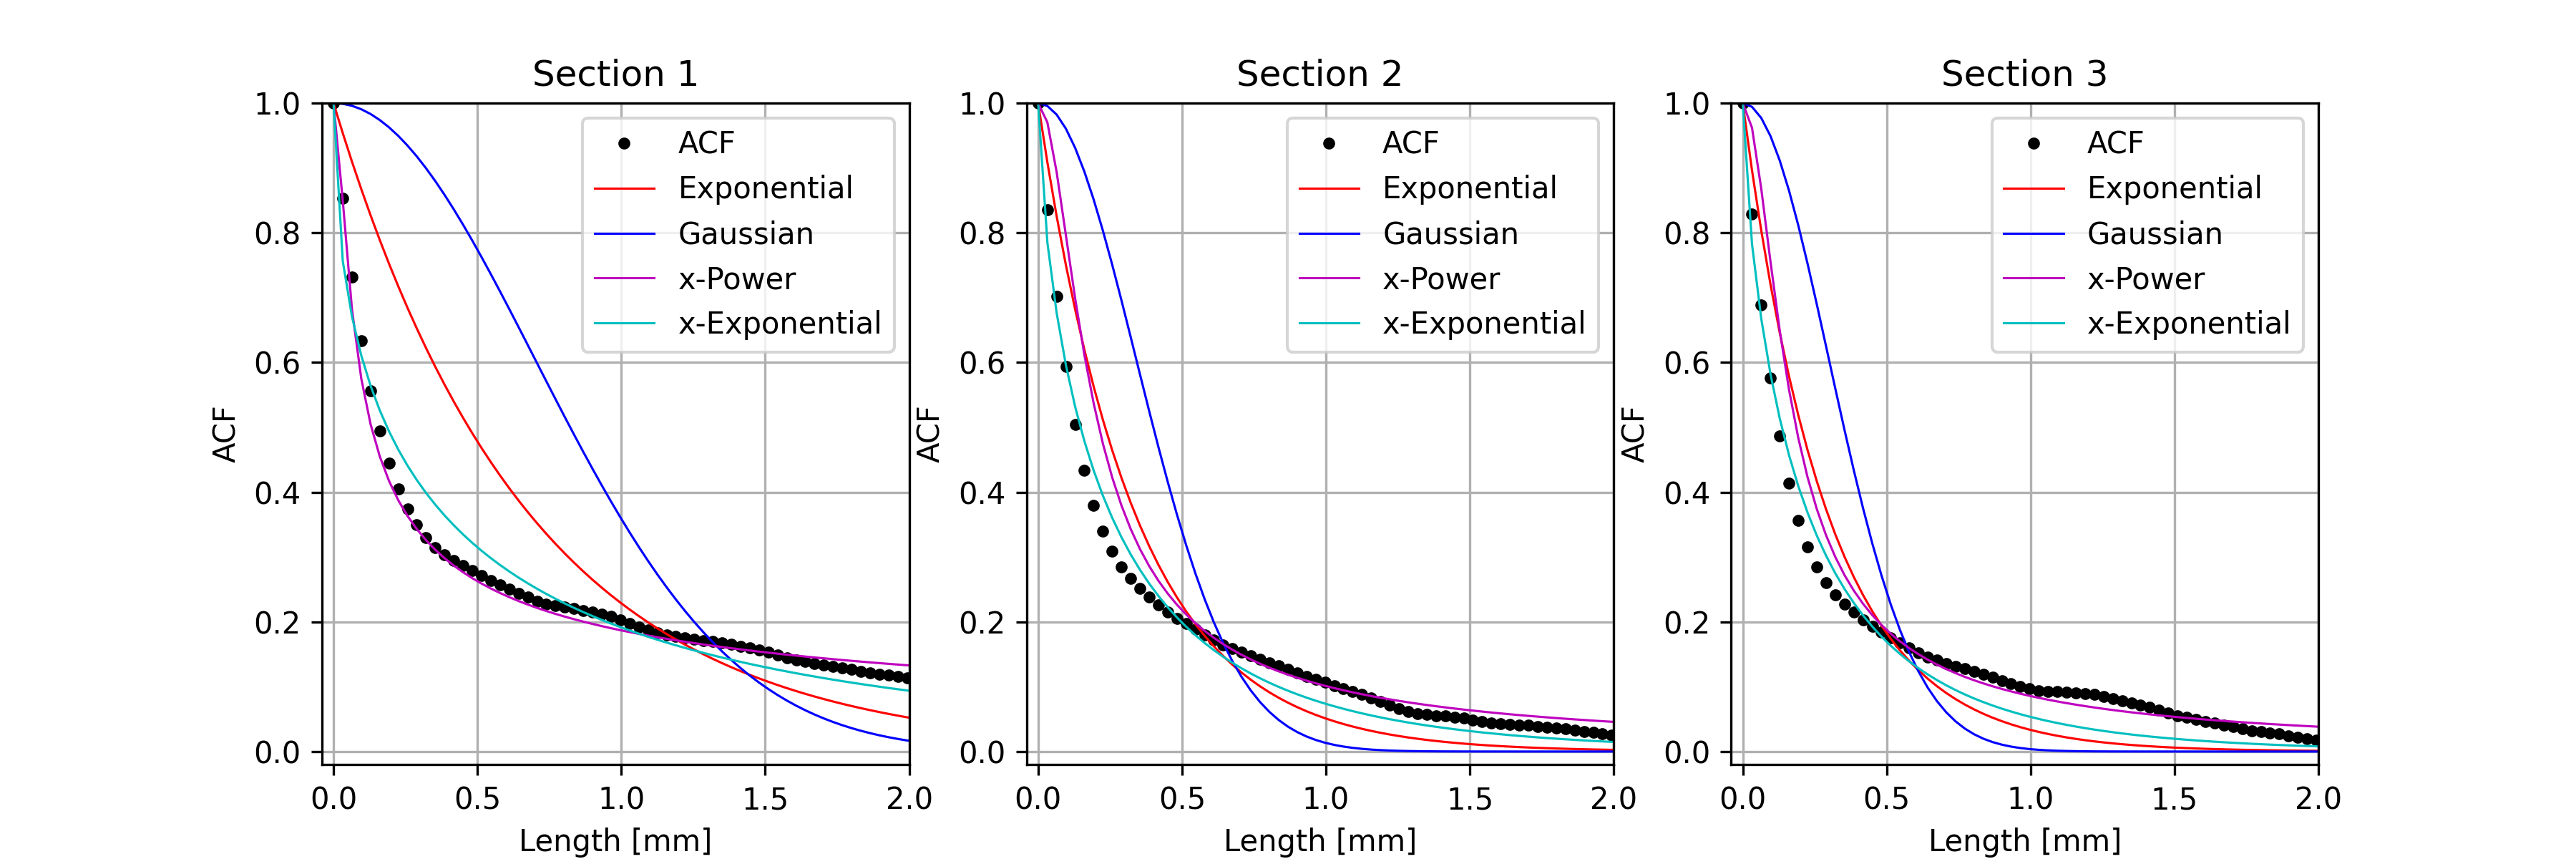 Section 1
1.0
0.8
0.6
0.4
0.2
0.0
ACF
0.0 0.5 1.0 1.5 2.0
Length [mm]
ACF
Exponential
Gaussian
x-Power
x-Exponential
Section 2
1.0
0.8
0.6
0.4
0.2
0.0
ACF
0.0 0.5 1.0 1.5 2.0
Length [mm]
ACF
Exponential
Gaussian
x-Power
x-Exponential
Section 3
1.0
0.8
0.6
0.4
0.2
0.0
ACF
0.0 0.5 1.0 1.5 2.0
Length [mm]
ACF
Exponential
Gaussian
x-Power
x-Exponential